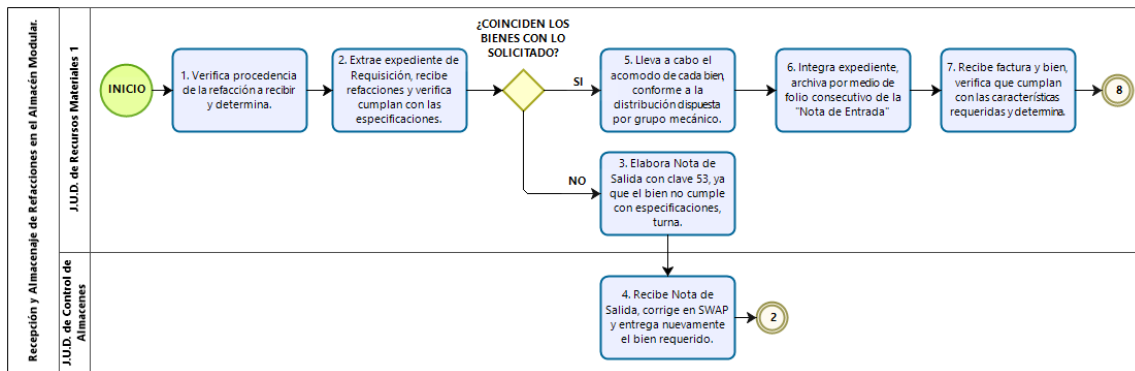 Recepción y Almacenaje de Refacciones en el Almacén Modular.
J.U.D. de Recursos Materiales 1
INICIO
1. Verifica procedencia
de la refacción a recibir
y determina.
2. Extrae expediente de
Requisición, recibe
refacciones y verifica
cumplan con las
especificaciones.
¿COINCIDEN LOS
BIENES CON LO
SOLICITADO?
SI
5. Lleva a cabo el
acomodo de cada bien,
conforme a la
distribución dispuesta
por grupo mecánico.
6. Integra expediente,
archiva por medio de
folio consecutivo de la
"Nota de Entrada"
7. Recibe factura y bien,
verifica que cumplan
con las características
requeridas y determina.
8
NO
3. Elabora Nota de
Salida con clave 53, ya
que el bien no cumple
con especificaciones,
turna.
J.U.D. de Control de
Almacenes
4. Recibe Nota de
Salida, corrige en SWAP
y entrega nuevamente
el bien requerido.
2